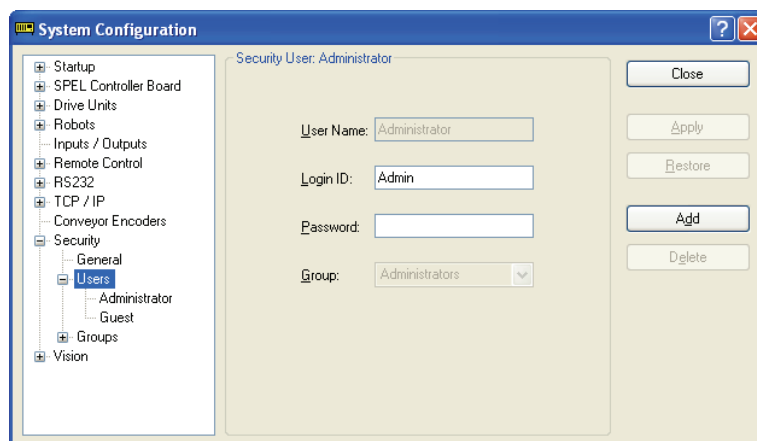 System Configuration
Startup
SPEL Controller Board
Drive Units
Robots
Inputs / Outputs
Remote Control
RS232
TCP / IP
Conveyor Encoders
Security
General
Users
Administrator
Guest
Groups
Vision
Security User: Administrator
User Name: Administrator
Login ID: Admin
Password:
Group: Administrators
Close
Apply
Restore
Add
Delete